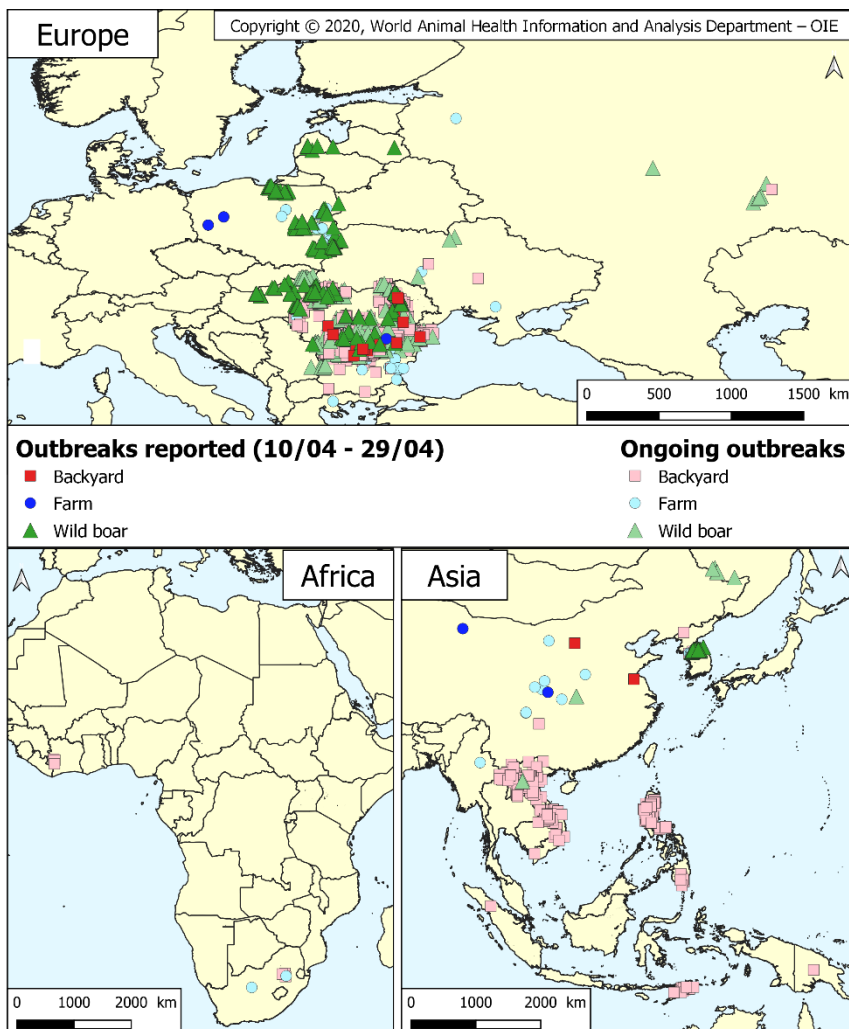 Europe
Copyright © 2020, World Animal Health Information and Analysis Department – OIE
0 500 1000 1500 km
Outbreaks reported (10/04 - 29/04)
Backyard
Farm
Wild boar
Ongoing outbreaks
Backyard
Farm
Wild boar
Africa
0 1000 2000 km
Asia
0 1000 2000 km